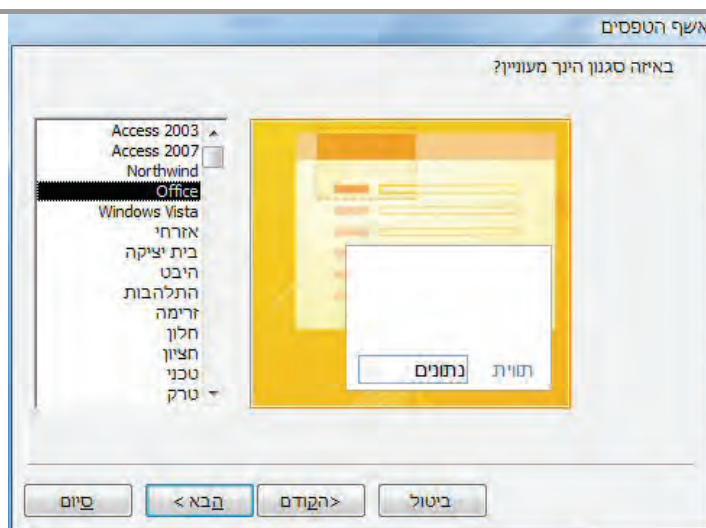 אשף הטפסים
באיזה סגנון הינך מעוניין?
Access 2003
Access 2007
Northwind
Office
Windows Vista
אזרחי
בית יציקה
היבט
התלהבות
זרימה
חלון
חציון
טכני
טרק
תווית נתונים
ביטול <הקודם הבא > סיום